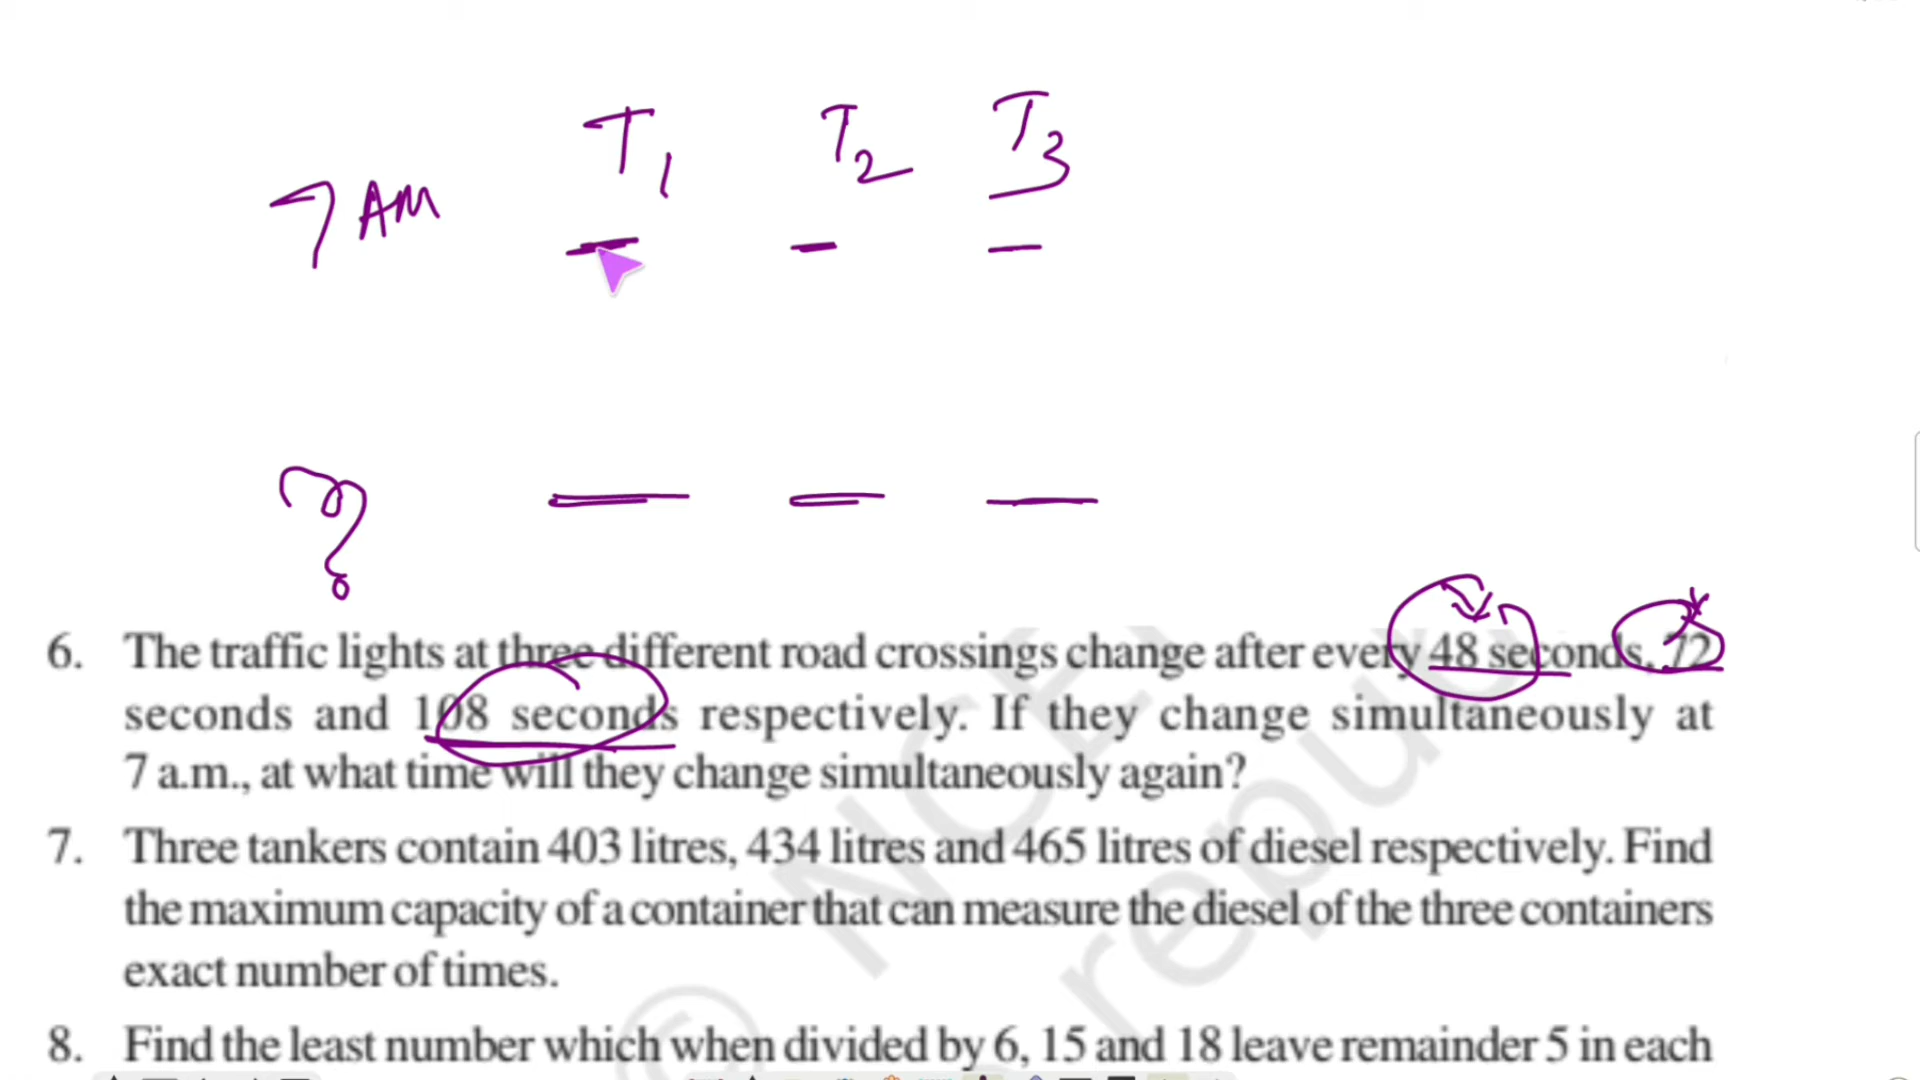 T1 T2 T3
7 AM
?
6. The traffic lights at three different road crossings change after every 48 seconds, 72
seconds and 108 seconds respectively. If they change simultaneously at
7 a.m., at what time will they change simultaneously again?
7. Three tankers contain 403 litres, 434 litres and 465 litres of diesel respectively. Find
the maximum capacity of a container that can measure the diesel of the three containers
exact number of times.
8. Find the least number which when divided by 6, 15 and 18 leave remainder 5 in each